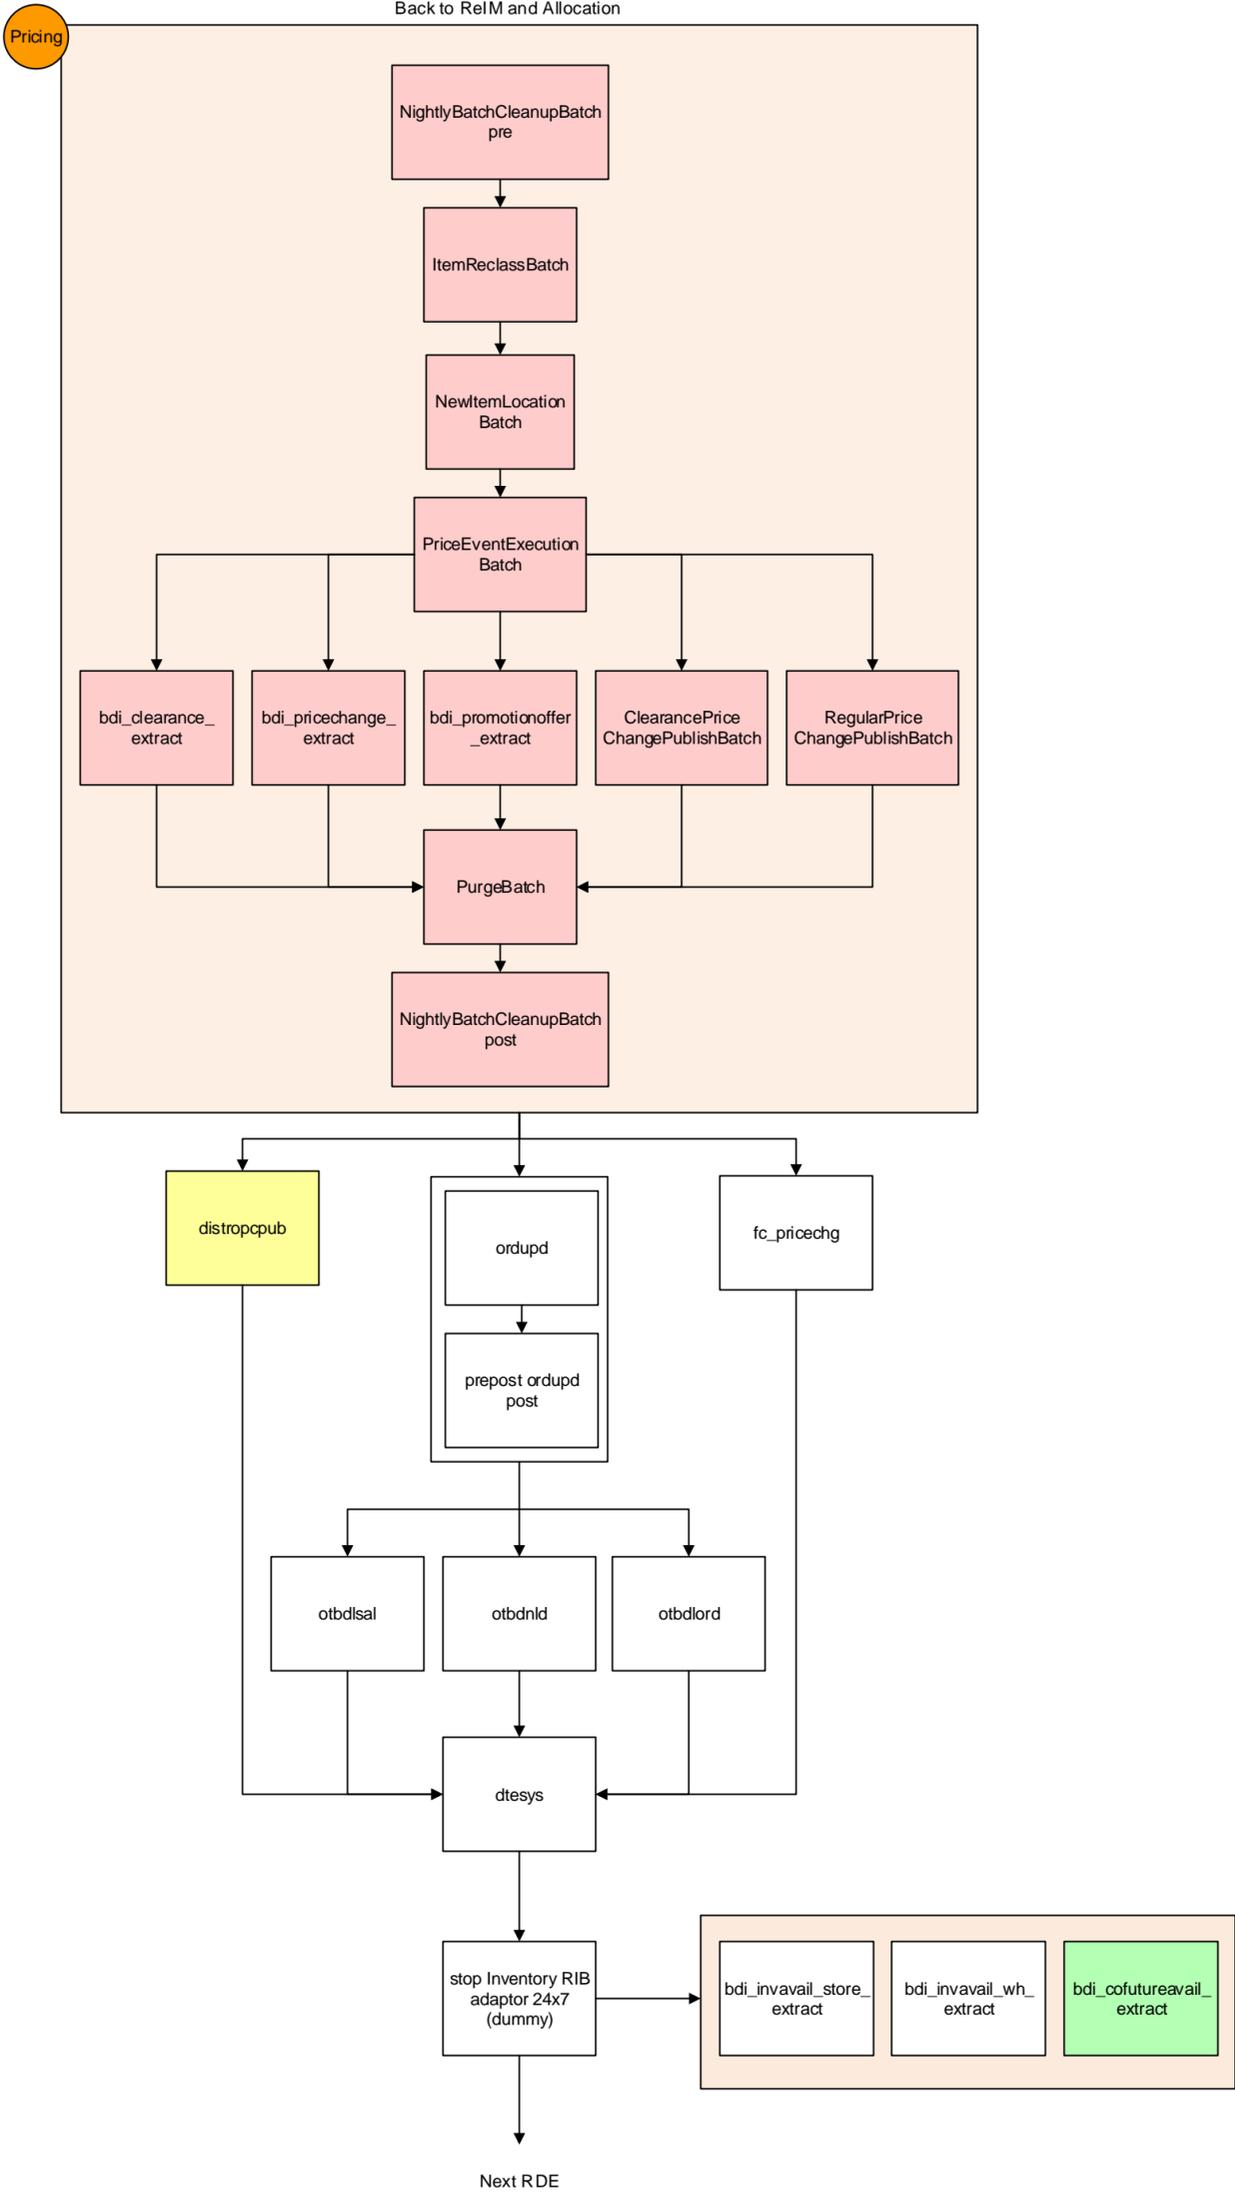 Back to ReIM and Allocation
Pricing
NightlyBatchCleanupBatch
pre
ItemReclassBatch
NewItemLocation
Batch
PriceEventExecution
Batch
bdi_clearance_
extract
bdi_pricechange_
extract
bdi_promotionoffer
_extract
ClearancePrice
ChangePublishBatch
RegularPrice
ChangePublishBatch
PurgeBatch
NightlyBatchCleanupBatch
post
distropcpub
ordupd
fc_pricechg
prepost ordupd
post
otbdlsal
otbdnld
otbdlord
dtesys
stop Inventory RIB
adaptor 24x7
(dummy)
bdi_invavail_store_
extract
bdi_invavail_wh_
extract
bdi_cofutureavail_
extract
Next RDE